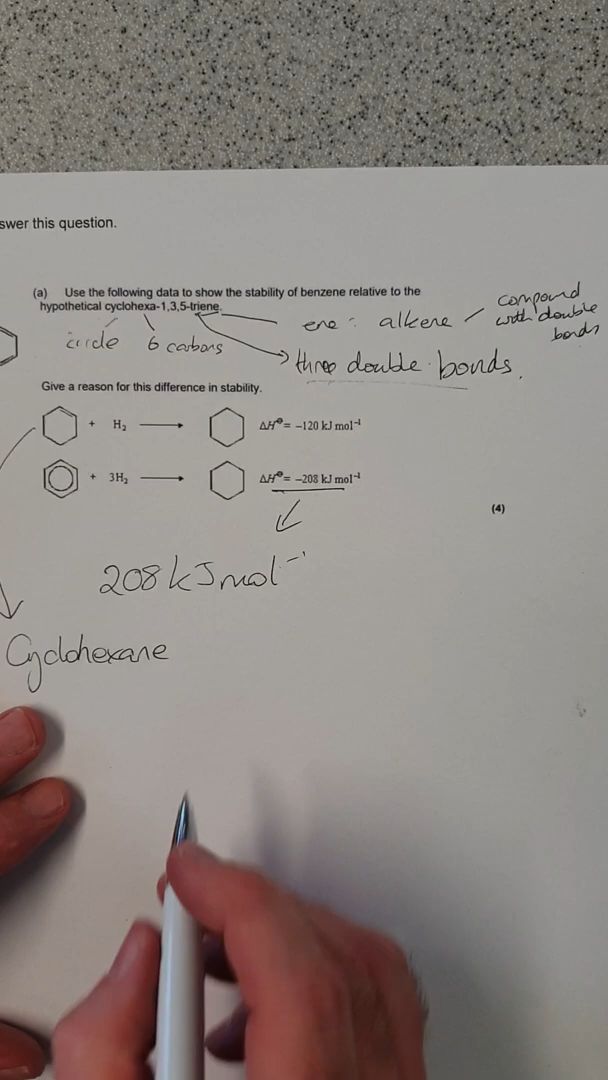 swer this question.
(a) Use the following data to show the stability of benzene relative to the
hypothetical cyclohexa-1,3,5-triene.
ene : alkene / compound
with double
bonds
circle 6 carbons
three double bonds.
Give a reason for this difference in stability.
+ H₂ ⟶ ΔH⦵= −120 kJ mol⁻¹
+ 3H₂ ⟶ ΔH⦵= −208 kJ mol⁻¹
(4)
208 kJ mol⁻¹
Cyclohexane